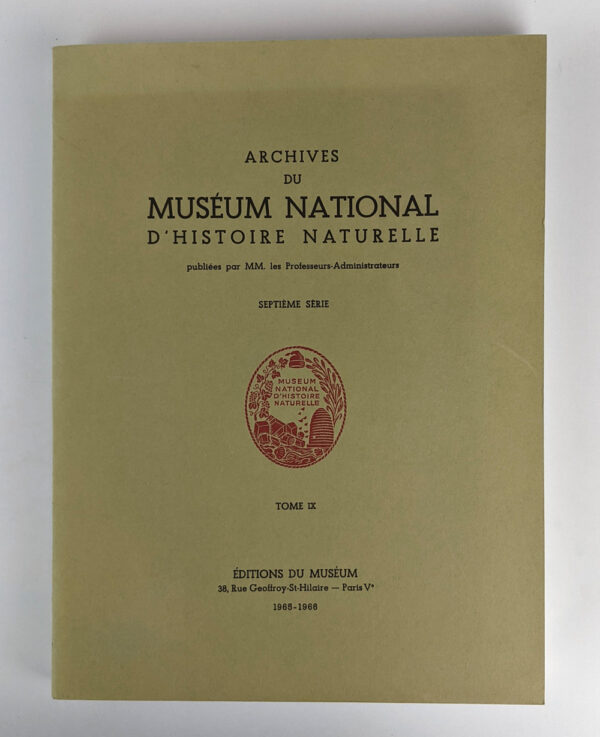 ARCHIVES
DU
MUSÉUM NATIONAL
D'HISTOIRE NATURELLE
publiées par MM. les Professeurs-Administrateurs
SEPTIÈME SÉRIE
MUSEUM
NATIONAL
D'HISTOIRE
NATURELLE
TOME IX
ÉDITIONS DU MUSÉUM
38, Rue Geoffroy-St-Hilaire — Paris Vᵉ
1965-1966